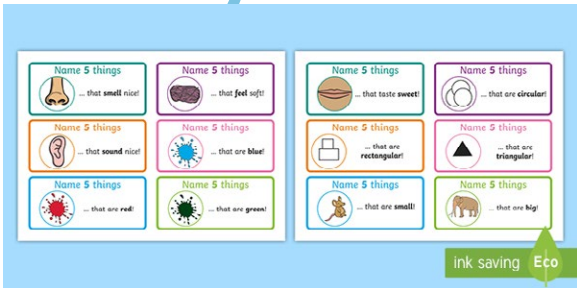 Name 5 things
... that smell nice!
Name 5 things
... that feel soft!
Name 5 things
... that sound nice!
Name 5 things
... that are blue!
Name 5 things
... that are red!
Name 5 things
... that are green!
Name 5 things
... that taste sweet!
Name 5 things
... that are circular!
Name 5 things
... that are
rectangular!
Name 5 things
... that are
triangular!
Name 5 things
... that are small!
Name 5 things
... that are big!
ink saving
Eco